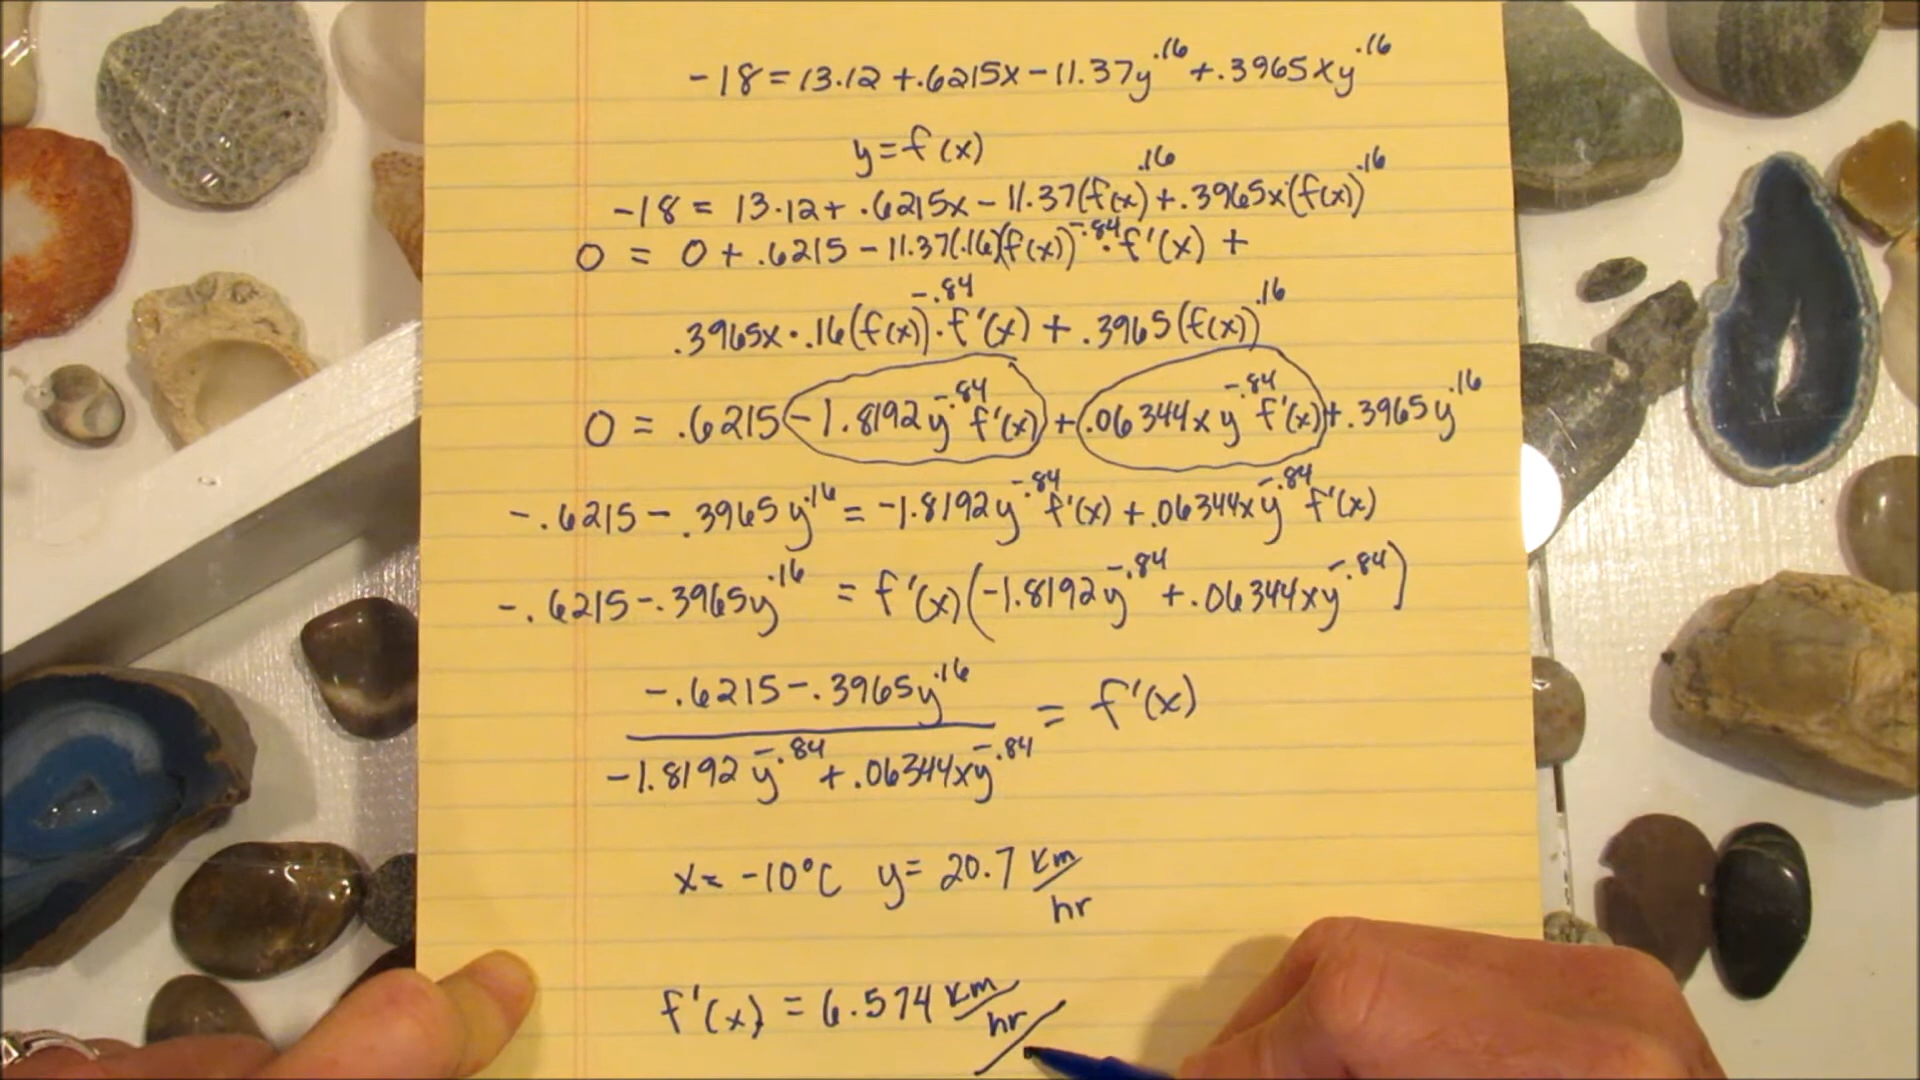 -18 = 13.12 + .6215x - 11.37y^.16 + .3965xy^.16
y = f(x)
-18 = 13.12 + .6215x - 11.37(f(x))^.16 + .3965x(f(x))^.16
0 = 0 + .6215 - 11.37(.16)(f(x))^-.84 · f'(x) +
.3965x · .16(f(x))^-.84 · f'(x) + .3965(f(x))^.16
0 = .6215 - 1.8192y^-.84 f'(x) + .06344xy^-.84 f'(x) + .3965y^.16
-.6215 - .3965y^.16 = -1.8192y^-.84 f'(x) + .06344xy^-.84 f'(x)
-.6215 - .3965y^.16 = f'(x)(-1.8192y^-.84 + .06344xy^-.84)
-.6215 - .3965y^.16
= f'(x)
-1.8192y^-.84 + .06344xy^-.84
x = -10°C y = 20.7 km/hr
f'(x) = 6.574 km/hr/